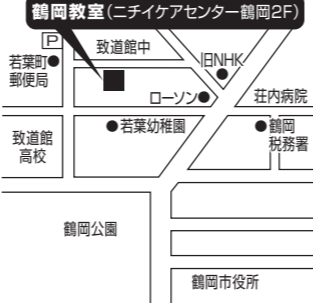 鶴岡教室(ニチイケアセンター鶴岡2F)
P
致道館中
旧NHK
若葉町
郵便局
ローソン
荘内病院
若葉幼稚園
鶴岡
税務署
致道館
高校
鶴岡公園
鶴岡市役所